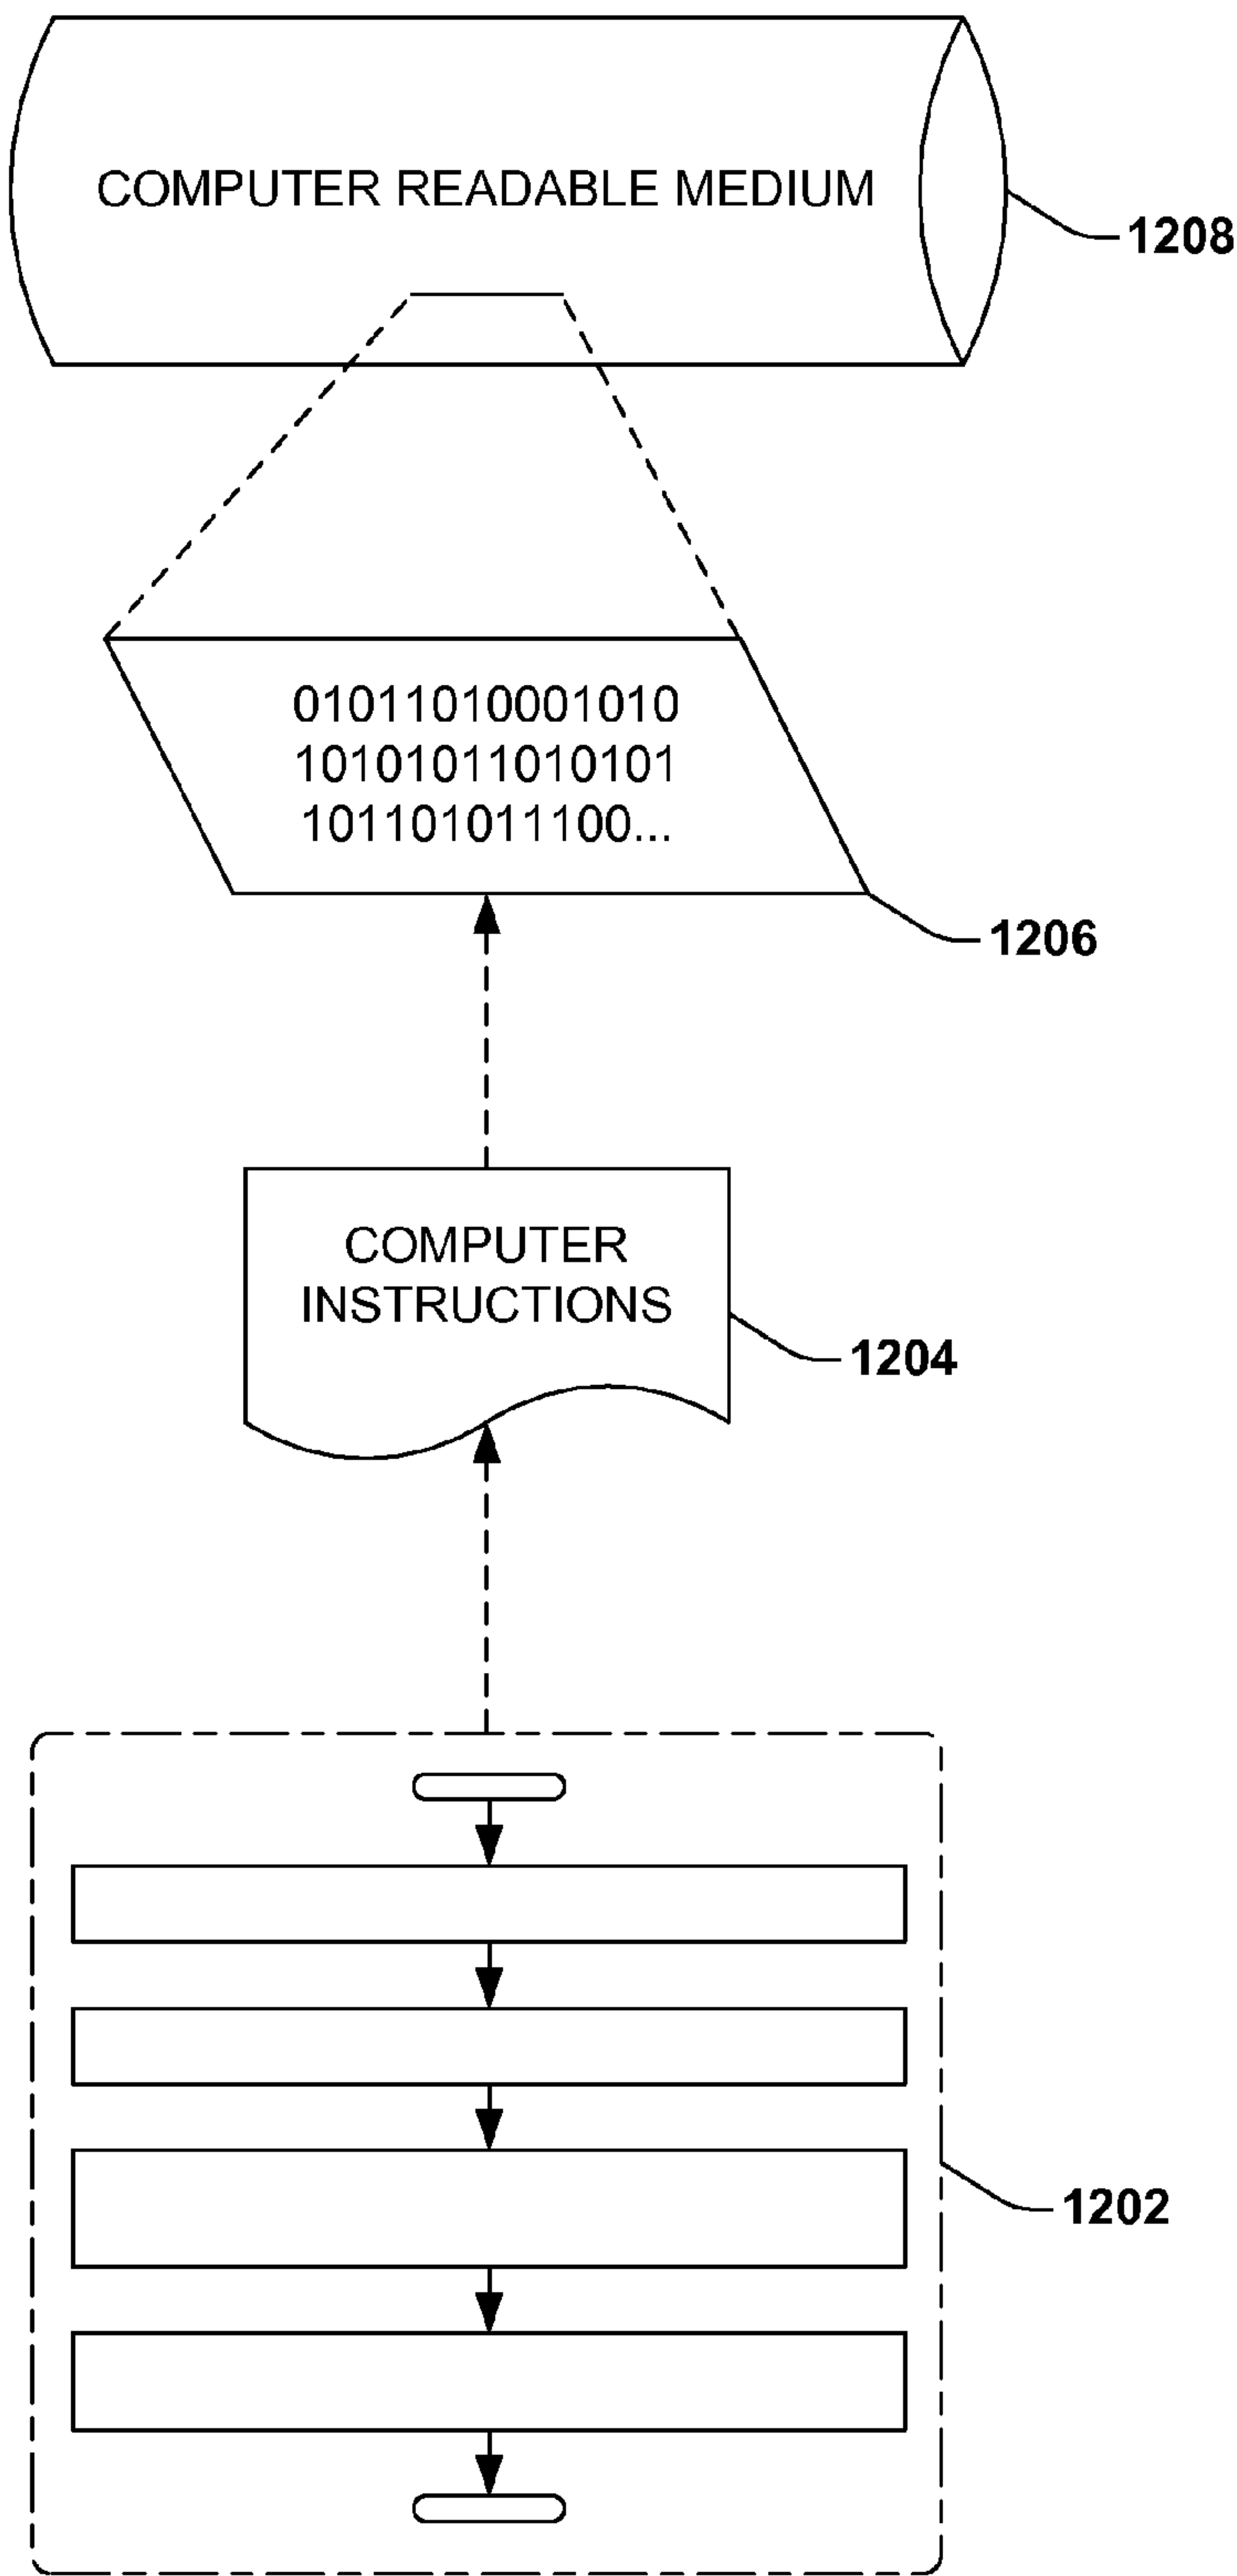 COMPUTER READABLE MEDIUM
1208
01011010001010
10101011010101
101101011100...
1206
COMPUTER
INSTRUCTIONS
1204
1202